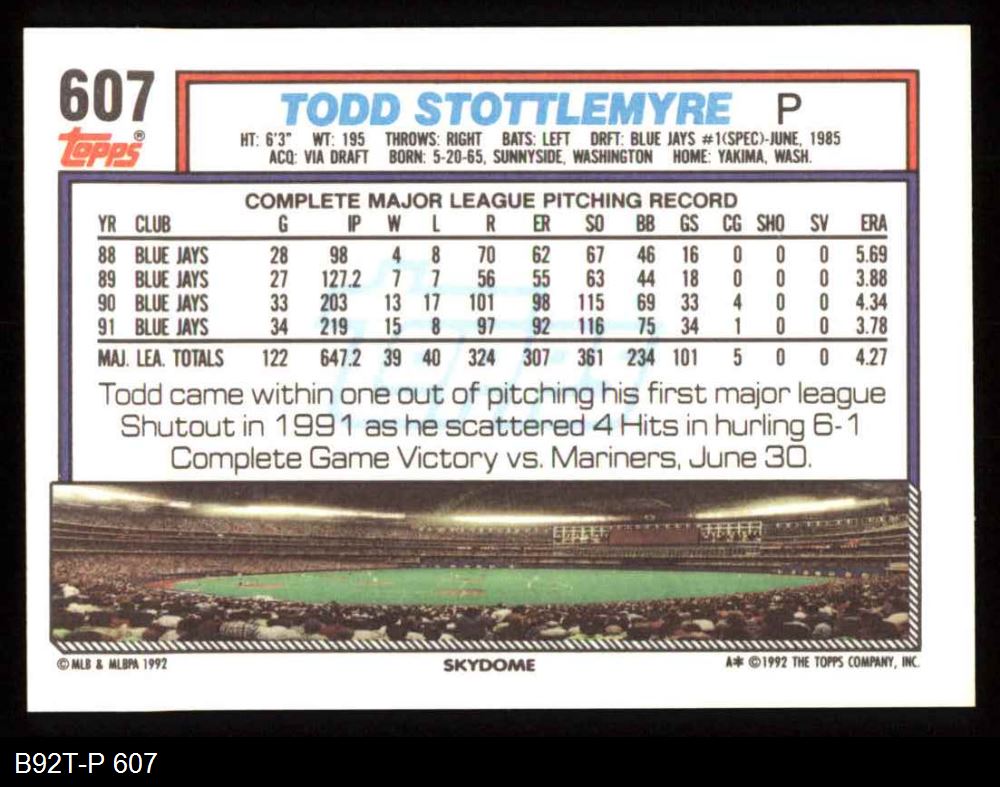 607
TOPPS®
TODD STOTTLEMYRE P
HT: 6'3" WT: 195 THROWS: RIGHT BATS: LEFT DRFT: BLUE JAYS #1(SPEC)-JUNE, 1985
ACQ: VIA DRAFT BORN: 5-20-65, SUNNYSIDE, WASHINGTON HOME: YAKIMA, WASH.
COMPLETE MAJOR LEAGUE PITCHING RECORD
YR CLUB G IP W L R ER SO BB GS CG SHO SV ERA
88 BLUE JAYS 28 98 4 8 70 62 67 46 16 0 0 0 5.69
89 BLUE JAYS 27 127.2 7 7 56 55 63 44 18 0 0 0 3.88
90 BLUE JAYS 33 203 13 17 101 98 115 69 33 4 0 0 4.34
91 BLUE JAYS 34 219 15 8 97 92 116 75 34 1 0 0 3.78
MAJ. LEA. TOTALS 122 647.2 39 40 324 307 361 234 101 5 0 0 4.27
Todd came within one out of pitching his first major league
Shutout in 1991 as he scattered 4 Hits in hurling 6-1
Complete Game Victory vs. Mariners, June 30.
© MLB & MLBPA 1992 SKYDOME A* ©1992 THE TOPPS COMPANY, INC.
B92T-P 607